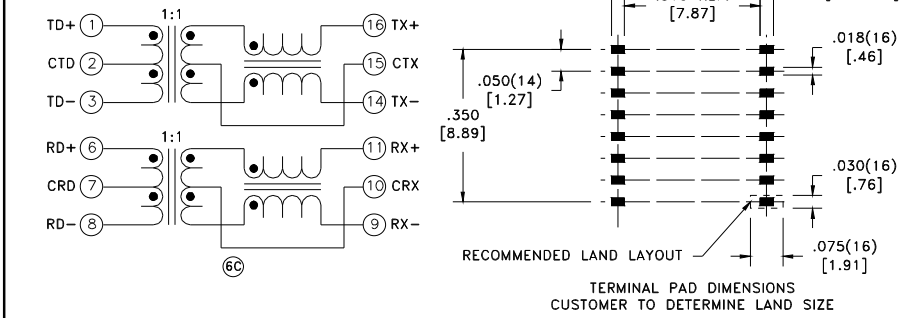 1:1
TD+ 1
CTD 2
TD- 3
16 TX+
15 CTX
14 TX-
1:1
RD+ 6
CRD 7
RD- 8
11 RX+
10 CRX
9 RX-
6C
[7.87]
.018(16)
[.46]
.050(14)
[1.27]
.350
[8.89]
.030(16)
[.76]
.075(16)
[1.91]
RECOMMENDED LAND LAYOUT
TERMINAL PAD DIMENSIONS
CUSTOMER TO DETERMINE LAND SIZE